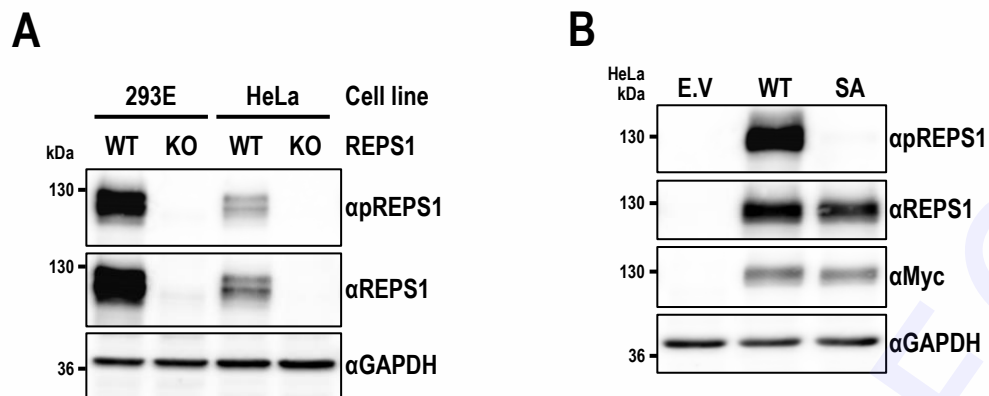 A
293E HeLa Cell line
kDa WT KO WT KO REPS1
130 αpREPS1
130 αREPS1
36 αGAPDH
B
HeLa
kDa E.V WT SA
130 αpREPS1
130 αREPS1
130 αMyc
36 αGAPDH